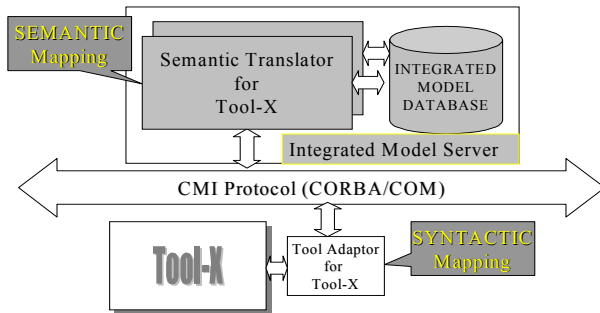 SEMANTIC
Mapping
Semantic Translator
for
Tool-X
INTEGRATED
MODEL
DATABASE
Integrated Model Server
CMI Protocol (CORBA/COM)
Tool-X
Tool Adaptor
for
Tool-X
SYNTACTIC
Mapping